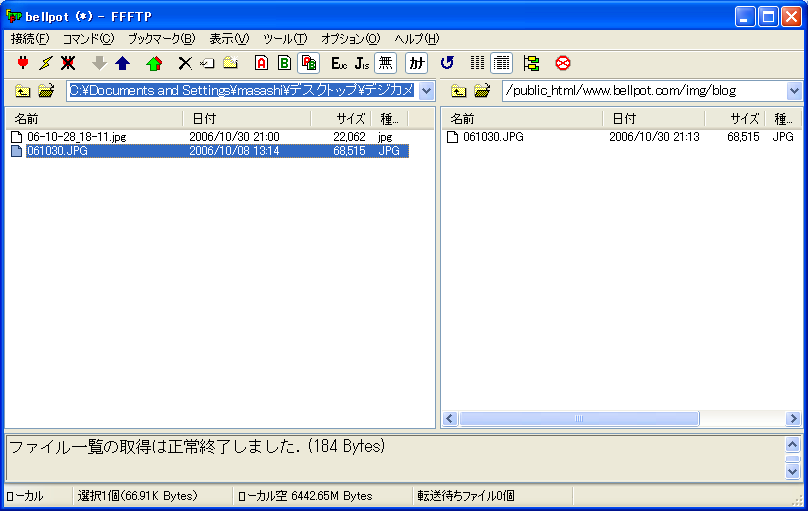 bellpot (*) - FFFTP
接続(F) コマンド(C) ブックマーク(B) 表示(V) ツール(T) オプション(O) ヘルプ(H)
A B A B EUC JIS 無 カナ
C:¥Documents and Settings¥masashi¥デスクトップ¥デジカメ /public_html/www.bellpot.com/img/blog
名前 日付 サイズ 種... 名前 日付 サイズ 種...
06-10-28_18-11.jpg 2006/10/30 21:00 22,062 jpg 061030.JPG 2006/10/30 21:13 68,515 JPG
061030.JPG 2006/10/08 13:14 68,515 JPG
ファイル一覧の取得は正常終了しました. (184 Bytes)
ローカル 選択1個(66.91K Bytes) ローカル空 6442.65M Bytes 転送待ちファイル0個